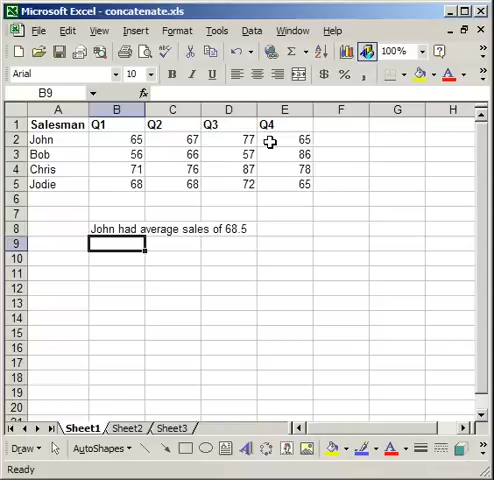 Microsoft Excel - concatenate.xls
File Edit View Insert Format Tools Data Window
100%
Arial 10 B I U $ %
B9 fx
A B C D E F G H
1 Salesman Q1 Q2 Q3 Q4
2 John 65 67 77 65
3 Bob 56 66 57 86
4 Chris 71 76 87 78
5 Jodie 68 68 72 65
6
7
8 John had average sales of 68.5
9
10
11
12
13
14
15
16
17
18
19
20
Sheet1 Sheet2 Sheet3
Draw AutoShapes
Ready